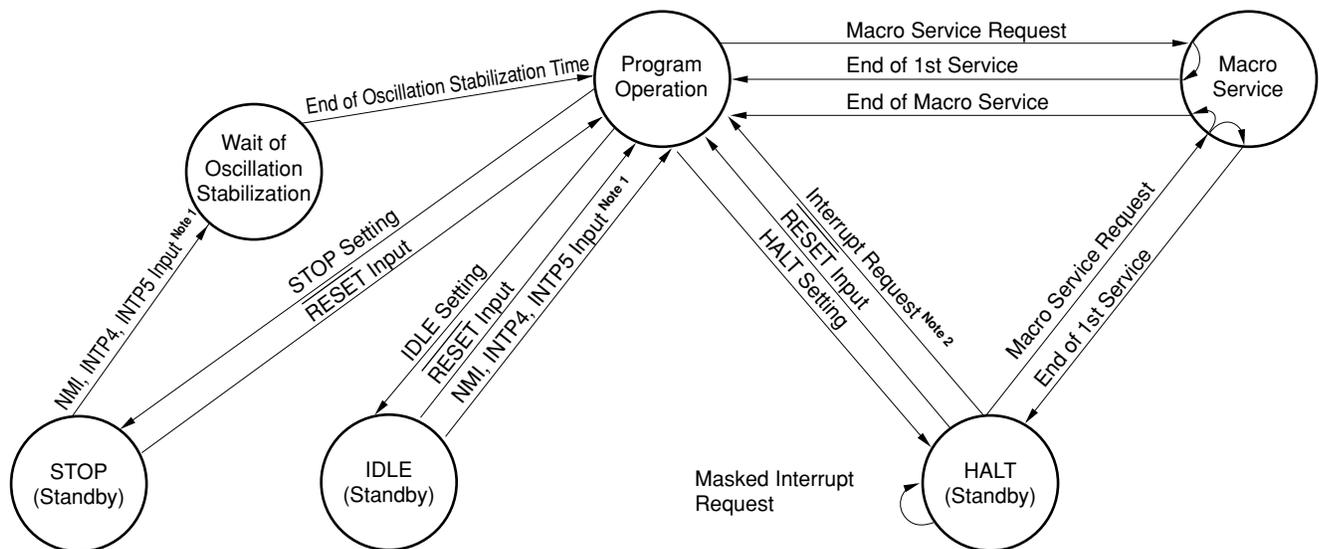 Program
Operation
Macro Service Request
End of 1st Service
End of Macro Service
Macro
Service
End of Oscillation Stabilization Time
Wait of
Oscillation
Stabilization
NMI, INTP4, INTP5 Input Note 1
STOP Setting
RESET Input
IDLE Setting
RESET Input
NMI, INTP4, INTP5 Input Note 1
Interrupt Request Note 2
RESET Input
HALT Setting
Macro Service Request
End of 1st Service
STOP
(Standby)
IDLE
(Standby)
Masked Interrupt
Request
HALT
(Standby)